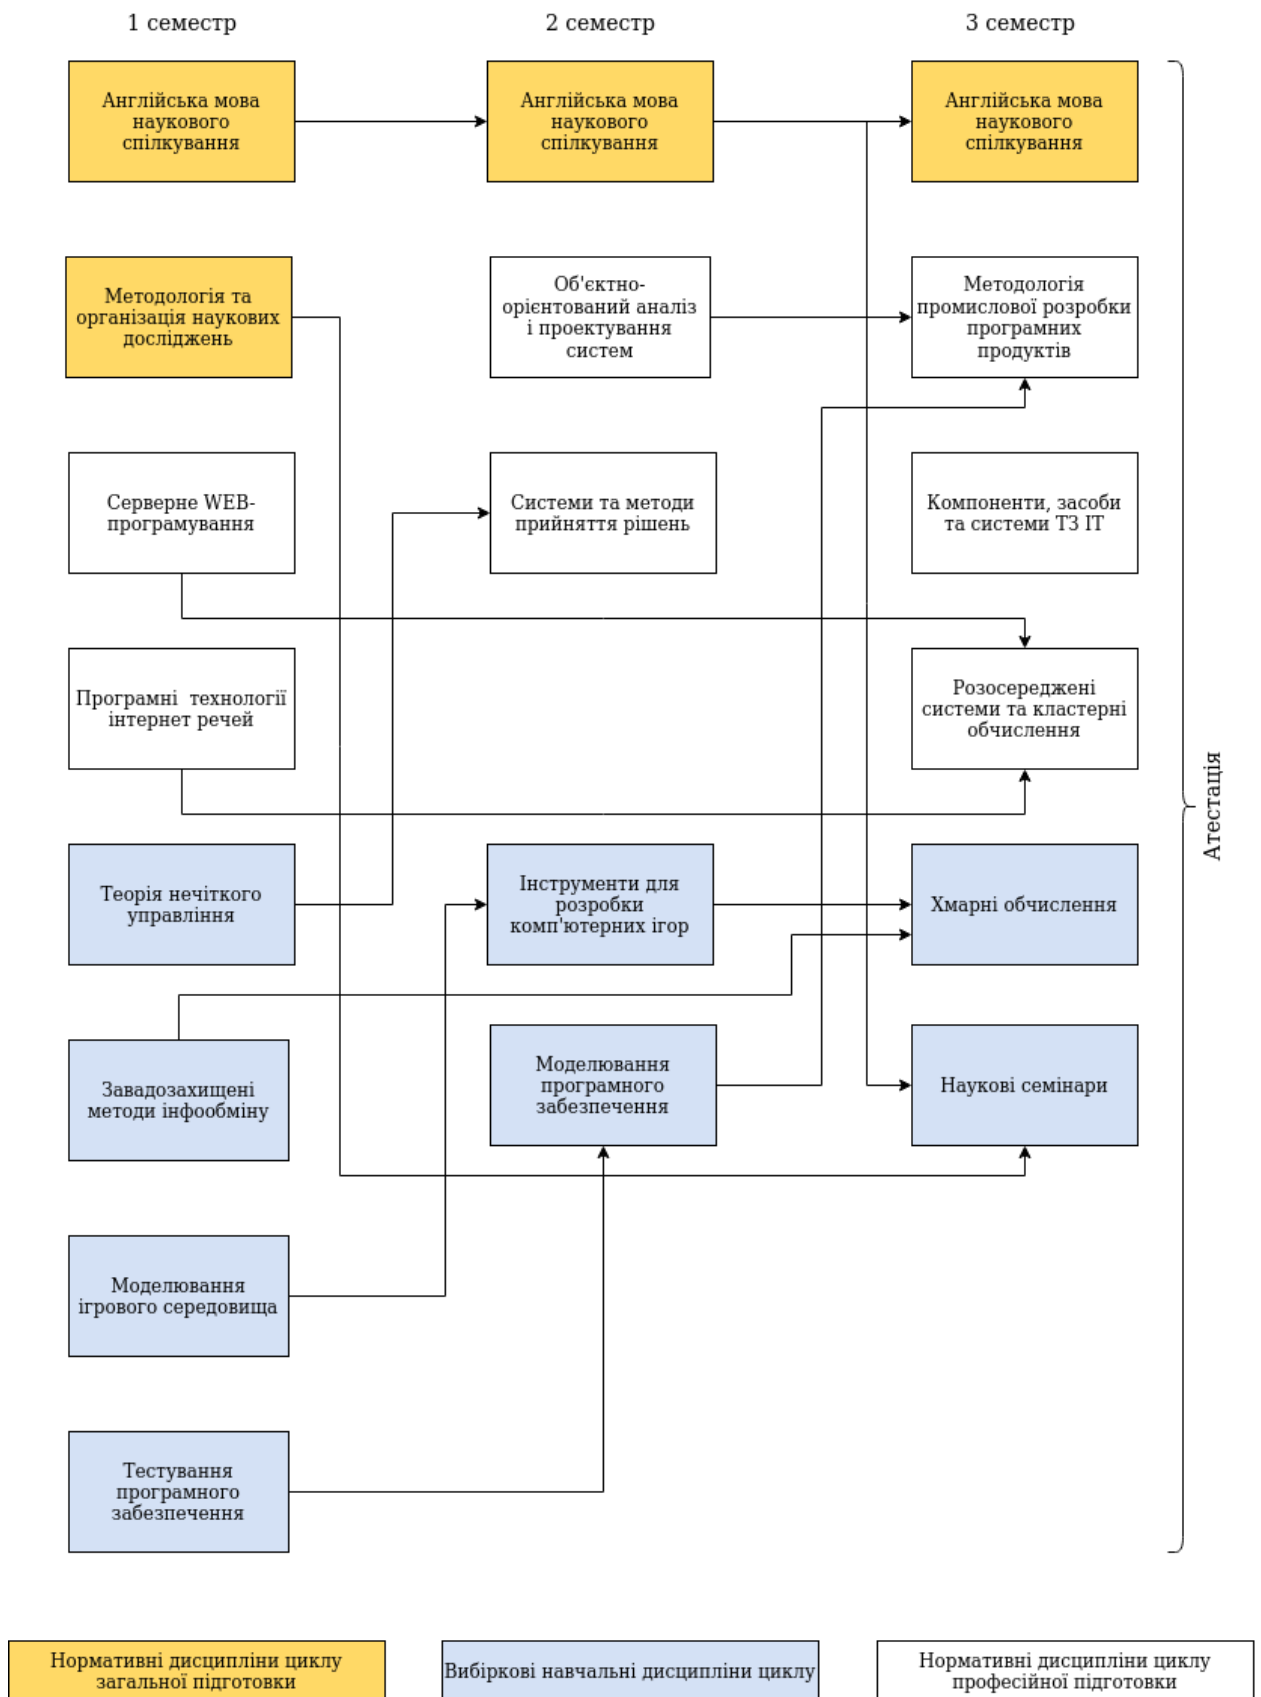 1 семестр
2 семестр
3 семестр
Англійська мова
наукового
спілкування
Англійська мова
наукового
спілкування
Англійська мова
наукового
спілкування
Методологія та
організація наукових
досліджень
Об'єктно-
орієнтований аналіз
і проектування
систем
Методологія
промислової розробки
програмних
продуктів
Серверне WEB-
програмування
Системи та методи
прийняття рішень
Компоненти, засоби
та системи ТЗ ІТ
Програмні технології
інтернет речей
Розосереджені
системи та кластерні
обчислення
Атестація
Теорія нечіткого
управління
Інструменти для
розробки
комп'ютерних ігор
Хмарні обчислення
Завадозахищені
методи інфообміну
Моделювання
програмного
забезпечення
Наукові семінари
Моделювання
ігрового середовища
Тестування
програмного
забезпечення
Нормативні дисципліни циклу
загальної підготовки
Вибіркові навчальні дисципліни циклу
Нормативні дисципліни циклу
професійної підготовки